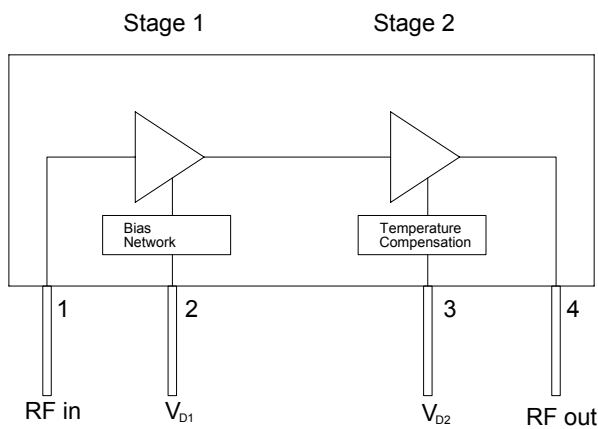 Stage 1
Stage 2
Bias
Network
Temperature
Compensation
1
2
3
4
RF in
VD1
VD2
RF out